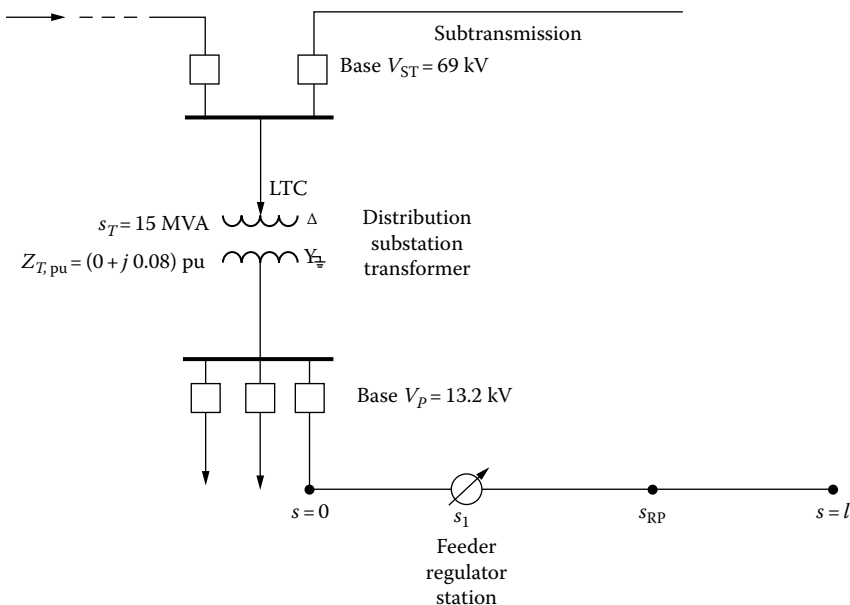 Subtransmission
Base V_ST = 69 kV
LTC
s_T = 15 MVA
Δ
Z_T, pu = (0 + j 0.08) pu
Y
Distribution
substation
transformer
Base V_P = 13.2 kV
s = 0
s_1
s_RP
s = l
Feeder
regulator
station